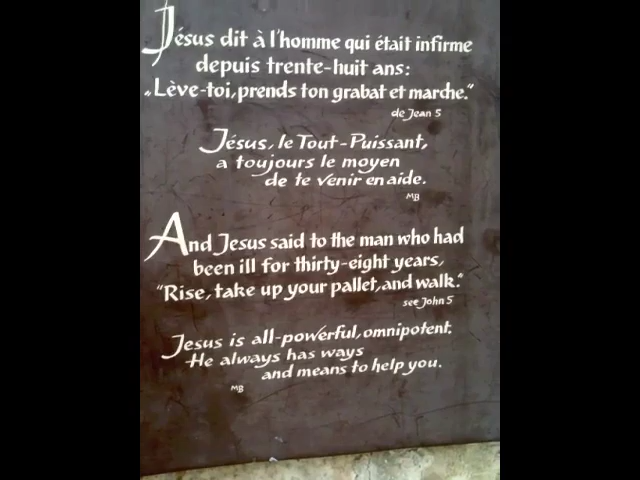 Jésus dit à l'homme qui était infirme
depuis trente-huit ans:
„Lève-toi, prends ton grabat et marche."
de Jean 5
Jésus, le Tout-Puissant,
a toujours le moyen
de te venir en aide.
MB
And Jesus said to the man who had
been ill for thirty-eight years,
"Rise, take up your pallet, and walk."
see John 5
Jesus is all-powerful, omnipotent.
He always has ways
and means to help you.
MB